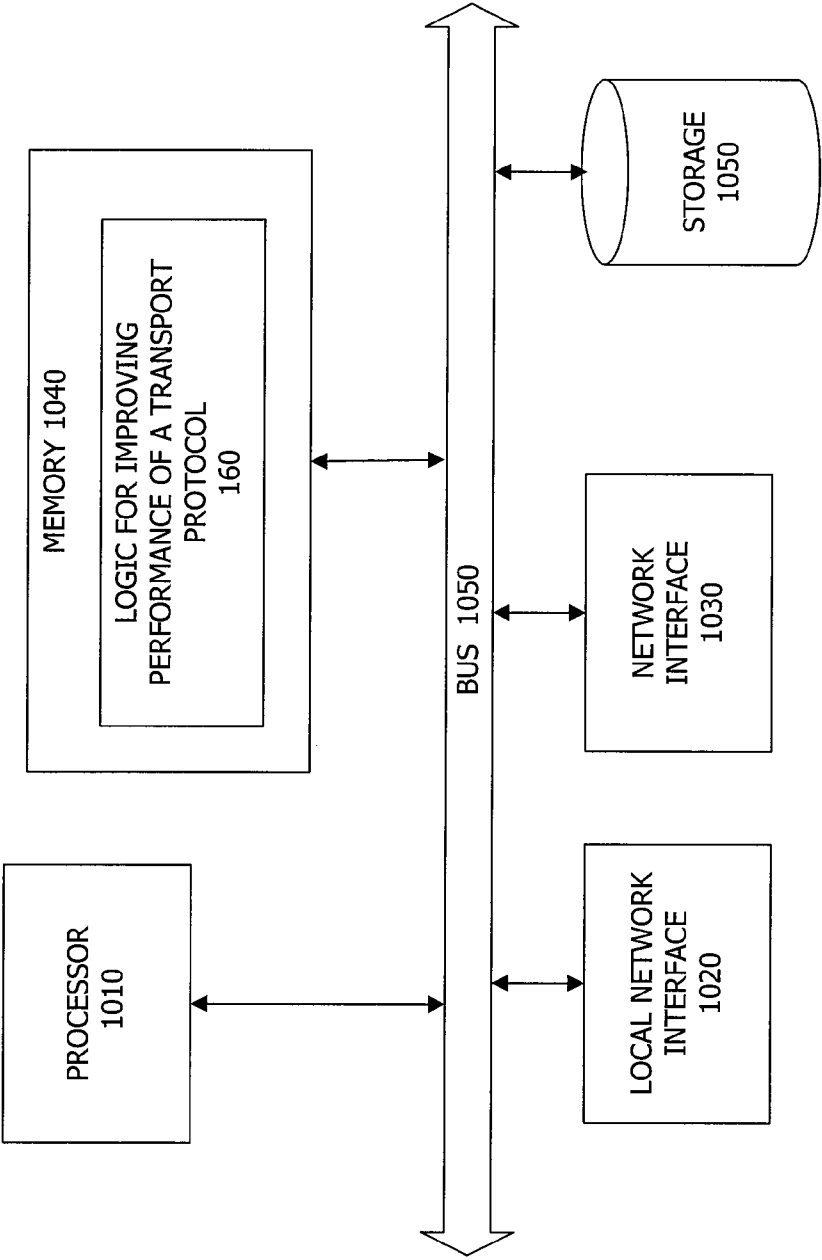 PROCESSOR
1010
MEMORY 1040
LOGIC FOR IMPROVING
PERFORMANCE OF A TRANSPORT
PROTOCOL
160
BUS 1050
LOCAL NETWORK
INTERFACE
1020
NETWORK
INTERFACE
1030
STORAGE
1050